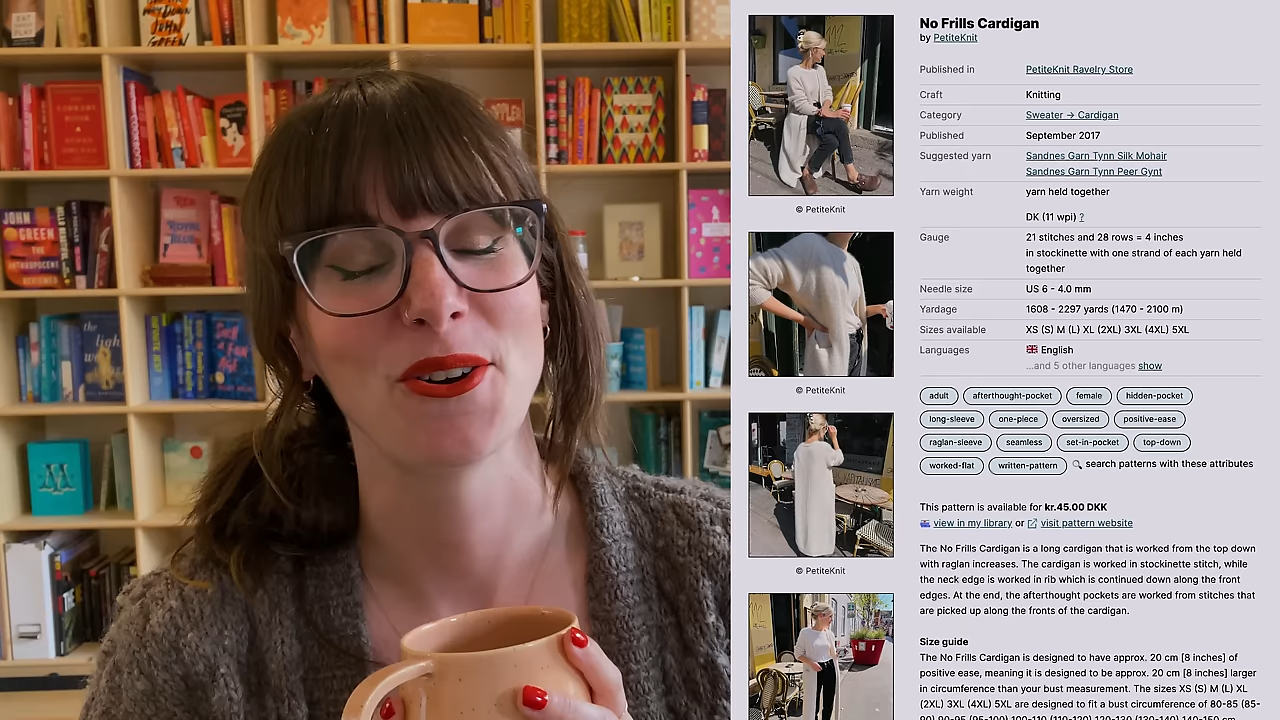 JOHN GREEN
JOHN
GREEN
ROYAL
BLUE
the
light
we
No Frills Cardigan
by PetiteKnit
Published in PetiteKnit Ravelry Store
Craft Knitting
Category Sweater → Cardigan
Published September 2017
Suggested yarn Sandnes Garn Tynn Silk Mohair
Sandnes Garn Tynn Peer Gynt
Yarn weight yarn held together
DK (11 wpi) ?
Gauge 21 stitches and 28 rows = 4 inches
in stockinette with one strand of each yarn held
together
Needle size US 6 - 4.0 mm
Yardage 1608 - 2297 yards (1470 - 2100 m)
Sizes available XS (S) M (L) XL (2XL) 3XL (4XL) 5XL
Languages English
...and 5 other languages show
adult afterthought-pocket female hidden-pocket
long-sleeve one-piece oversized positive-ease
raglan-sleeve seamless set-in-pocket top-down
worked-flat written-pattern search patterns with these attributes
This pattern is available for kr.45.00 DKK
view in my library or visit pattern website
The No Frills Cardigan is a long cardigan that is worked from the top down
with raglan increases. The cardigan is worked in stockinette stitch, while
the neck edge is worked in rib which is continued down along the front
edges. At the end, the afterthought pockets are worked from stitches that
are picked up along the fronts of the cardigan.
Size guide
The No Frills Cardigan is designed to have approx. 20 cm [8 inches] of
positive ease, meaning it is designed to be approx. 20 cm [8 inches] larger
in circumference than your bust measurement. The sizes XS (S) M (L) XL
(2XL) 3XL (4XL) 5XL are designed to fit a bust circumference of 80-85 (85-
© PetiteKnit
© PetiteKnit
© PetiteKnit